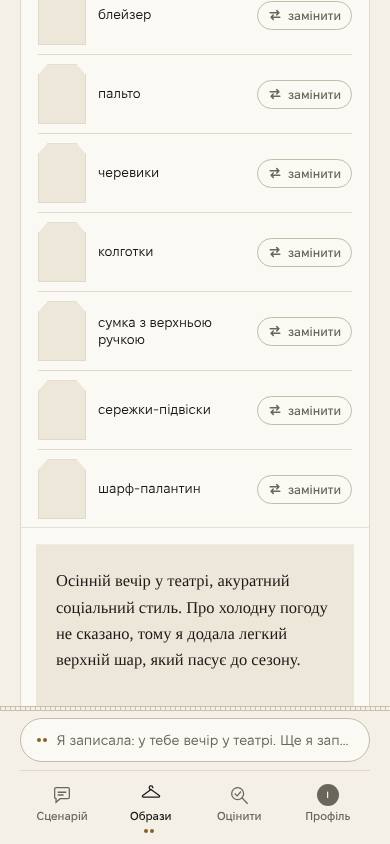 блейзер
замінити
пальто
замінити
черевики
замінити
колготки
замінити
сумка з верхньою
ручкою
замінити
сережки-підвіски
замінити
шарф-палантин
замінити
Осінній вечір у театрі, акуратний
соціальний стиль. Про холодну погоду
не сказано, тому я додала легкий
верхній шар, який пасує до сезону.
Я записала: у тебе вечір у театрі. Ще я зап...
Сценарій
Образи
Оцінити
І
Профіль